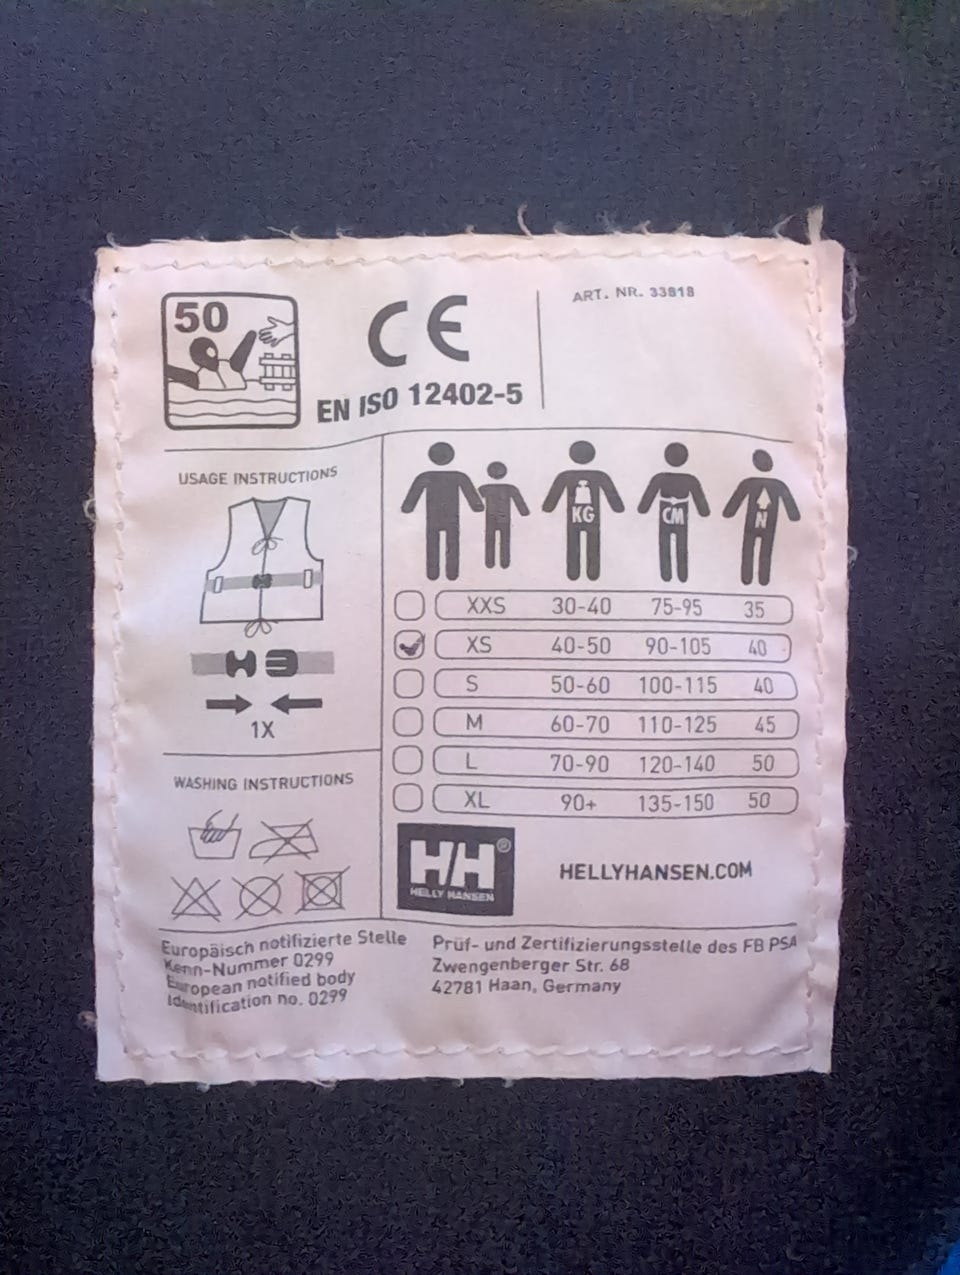 50
CE
EN ISO 12402-5
ART. NR. 33818
USAGE INSTRUCTIONS
1X
WASHING INSTRUCTIONS
KG
CM
N
XXS 30-40 75-95 35
XS 40-50 90-105 40
S 50-60 100-115 40
M 60-70 110-125 45
L 70-90 120-140 50
XL 90+ 135-150 50
HH®
HELLY HANSEN
HELLYHANSEN.COM
Europäisch notifizierte Stelle
Kenn-Nummer 0299
European notified body
Identification no. 0299
Prüf- und Zertifizierungsstelle des FB PSA
Zwengenberger Str. 68
42781 Haan, Germany